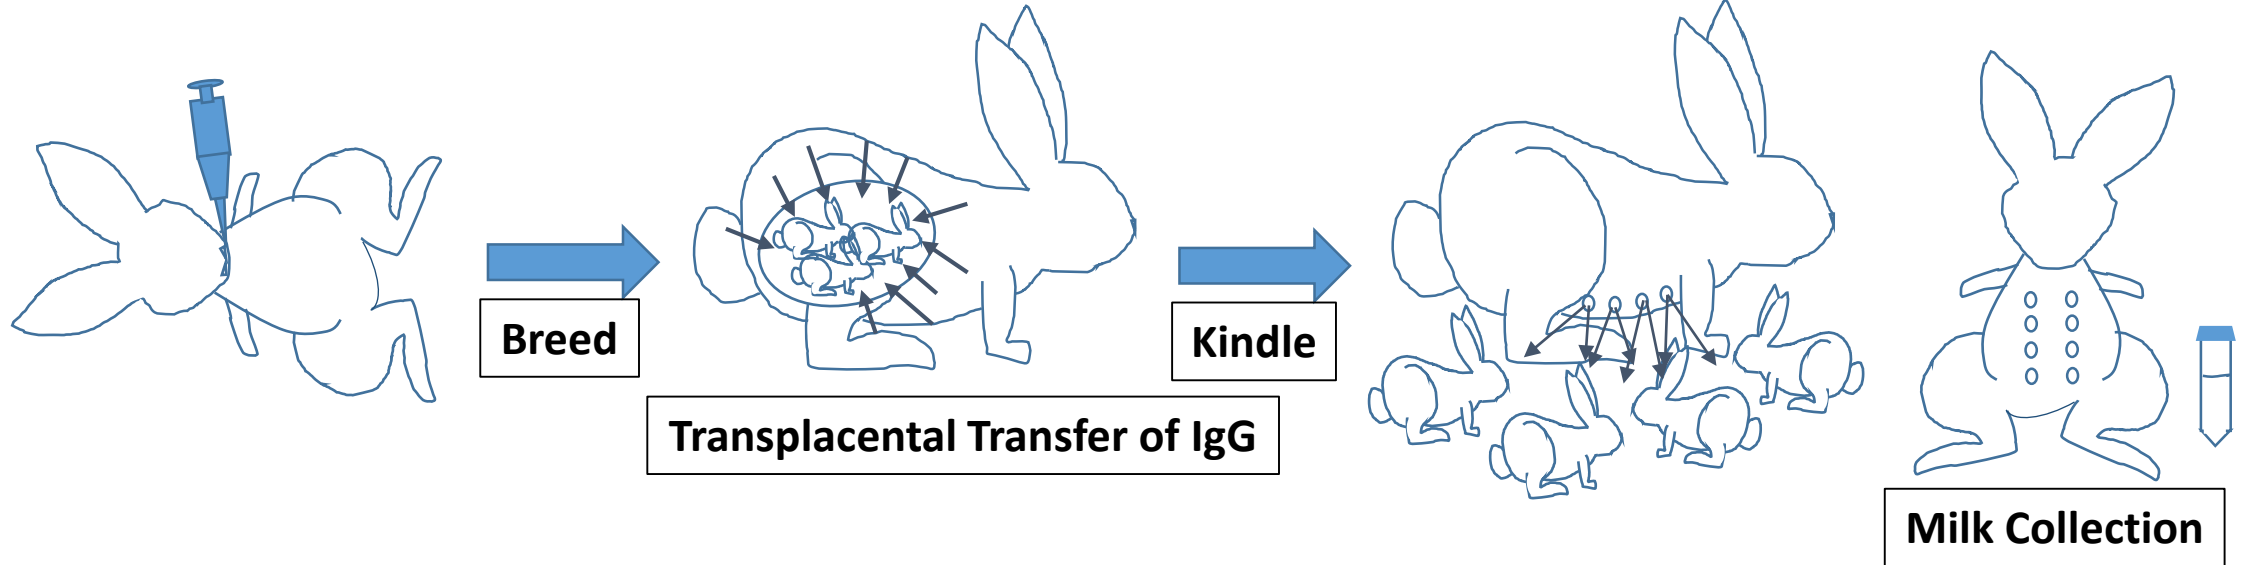 Breed
Transplacental Transfer of IgG
Kindle
Milk Collection